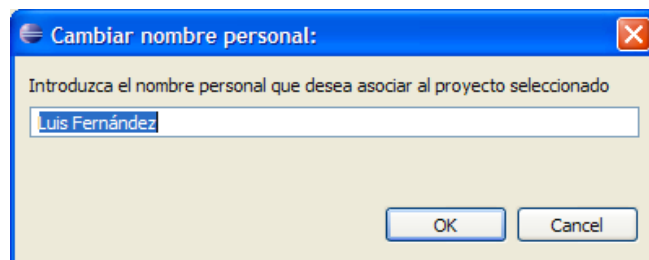 Cambiar nombre personal:
Introduzca el nombre personal que desea asociar al proyecto seleccionado
Luis Fernández
OK Cancel